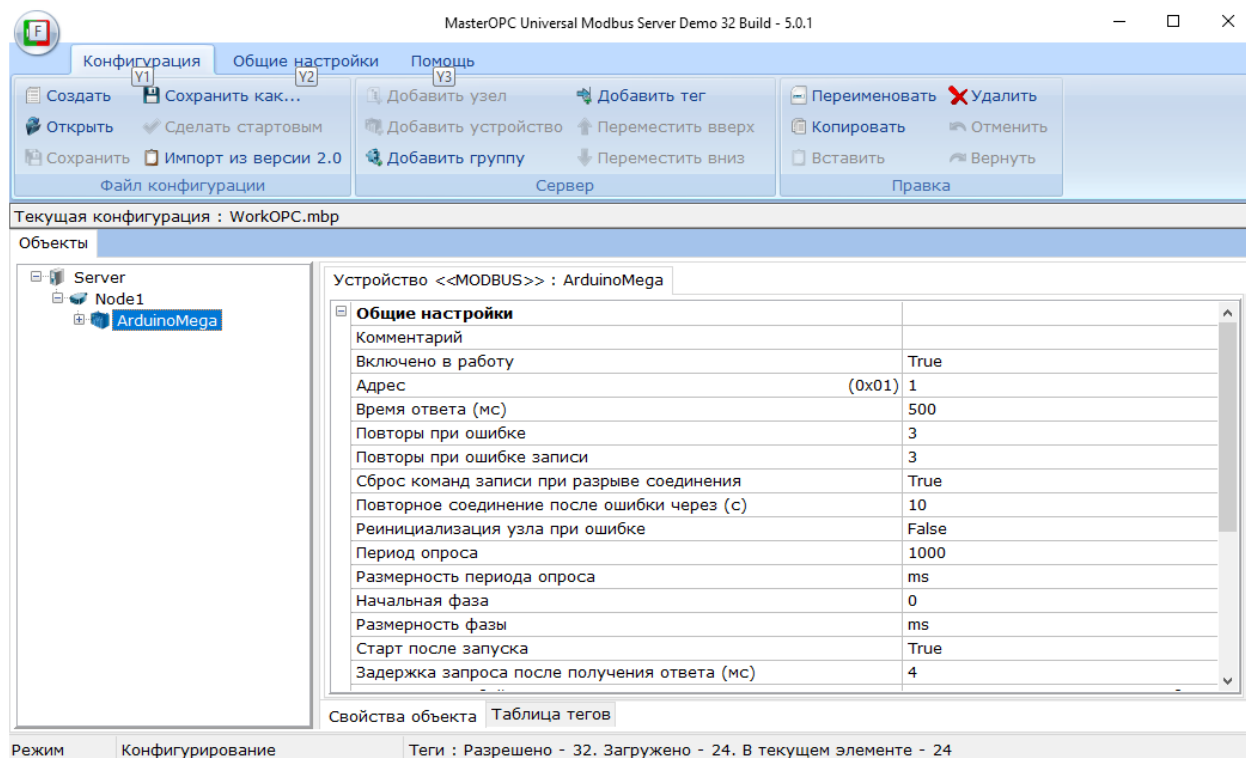 MasterOPC Universal Modbus Server Demo 32 Build - 5.0.1
F
Конфигурация Общие настройки Помощь
Y1 Y2 Y3
Создать Сохранить как... Добавить узел Добавить тег Переименовать Удалить
Открыть Сделать стартовым Добавить устройство Переместить вверх Копировать Отменить
Сохранить Импорт из версии 2.0 Добавить группу Переместить вниз Вставить Вернуть
Файл конфигурации Сервер Правка
Текущая конфигурация : WorkOPC.mbp
Объекты
Server
Node1
ArduinoMega
Устройство <<MODBUS>> : ArduinoMega
Общие настройки
Комментарий
Включено в работу True
Адрес (0x01) 1
Время ответа (мс) 500
Повторы при ошибке 3
Повторы при ошибке записи 3
Сброс команд записи при разрыве соединения True
Повторное соединение после ошибки через (с) 10
Реинициализация узла при ошибке False
Период опроса 1000
Размерность периода опроса ms
Начальная фаза 0
Размерность фазы ms
Старт после запуска True
Задержка запроса после получения ответа (мс) 4
Свойства объекта Таблица тегов
Режим Конфигурирование Теги : Разрешено - 32. Загружено - 24. В текущем элементе - 24